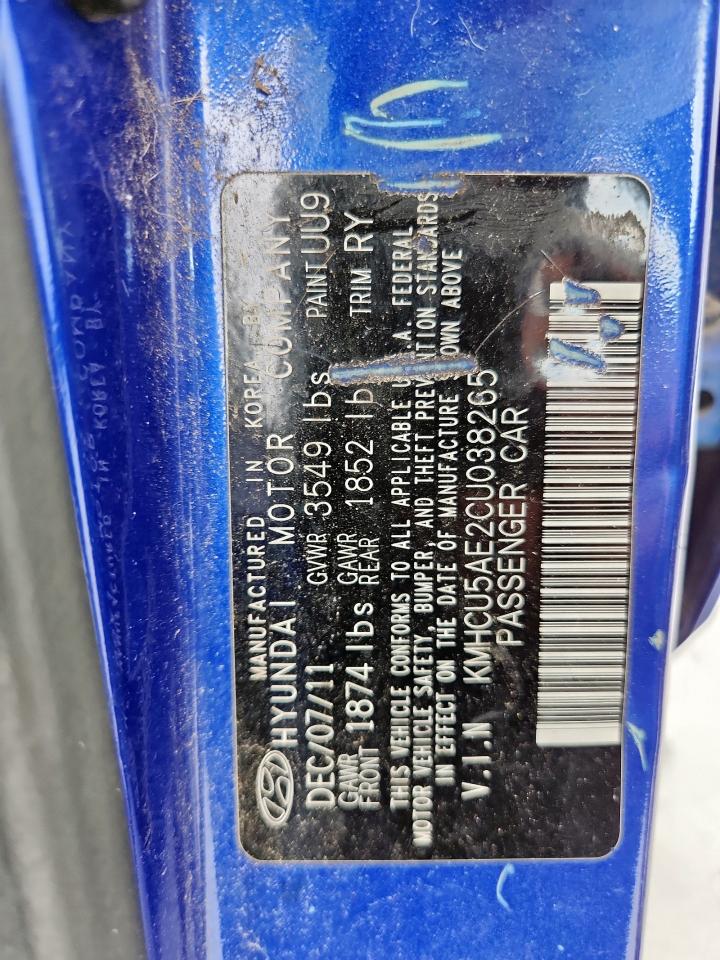 MANUFACTURED IN KOREA BY
HYUNDAI MOTOR COMPANY
DEC/07/11 GVWR 3549 lbs PAINT UU9
GAWR FRONT 1874 lbs GAWR REAR 1852 lb TRIM RY
THIS VEHICLE CONFORMS TO ALL APPLICABLE U. A. FEDERAL
MOTOR VEHICLE SAFETY, BUMPER, AND THEFT PREVENTION STANDARDS
IN EFFECT ON THE DATE OF MANUFACTURE OWN ABOVE
V.I.N KMHCU5AE2CU038265
PASSENGER CAR